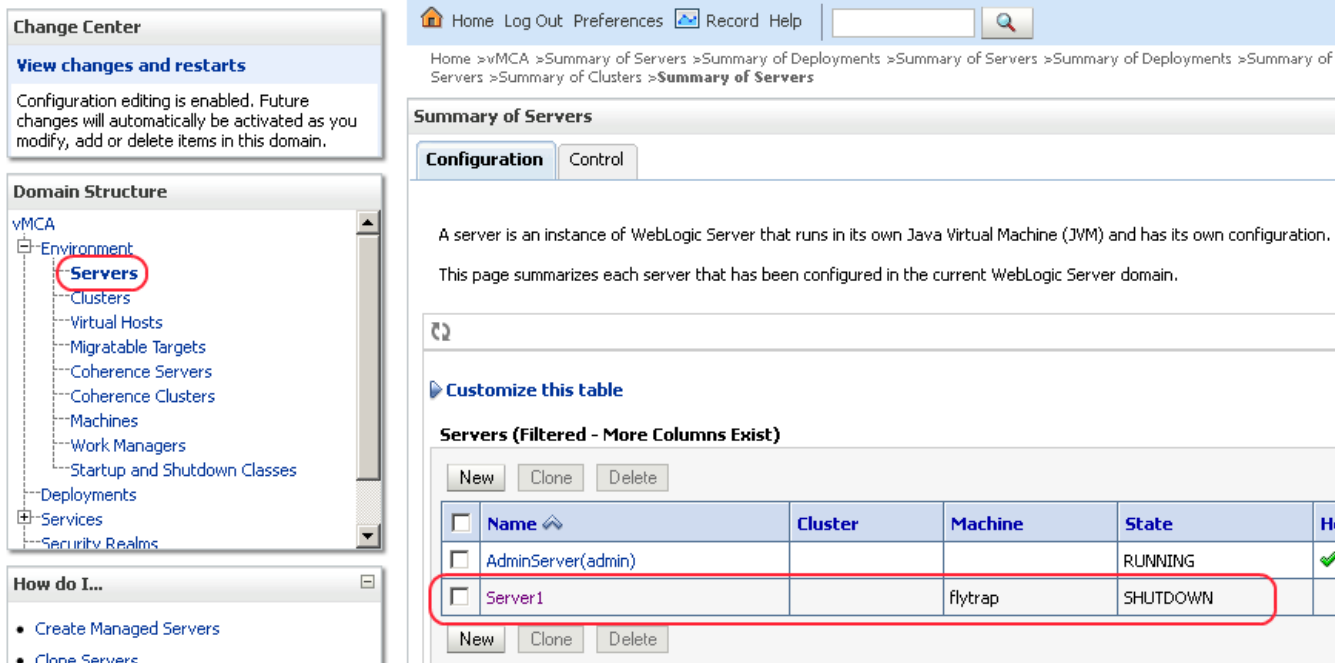 Change Center
View changes and restarts
Configuration editing is enabled. Future
changes will automatically be activated as you
modify, add or delete items in this domain.
Domain Structure
vMCA
Environment
Servers
Clusters
Virtual Hosts
Migratable Targets
Coherence Servers
Coherence Clusters
Machines
Work Managers
Startup and Shutdown Classes
Deployments
Services
Security Realms
How do I...
Create Managed Servers
Clone Servers
Home Log Out Preferences Record Help
Home >vMCA >Summary of Servers >Summary of Deployments >Summary of Servers >Summary of Deployments >Summary of
Servers >Summary of Clusters >Summary of Servers
Summary of Servers
Configuration Control
A server is an instance of WebLogic Server that runs in its own Java Virtual Machine (JVM) and has its own configuration.
This page summarizes each server that has been configured in the current WebLogic Server domain.
Customize this table
Servers (Filtered - More Columns Exist)
New Clone Delete
Name Cluster Machine State
AdminServer(admin) RUNNING
Server1 flytrap SHUTDOWN
New Clone Delete